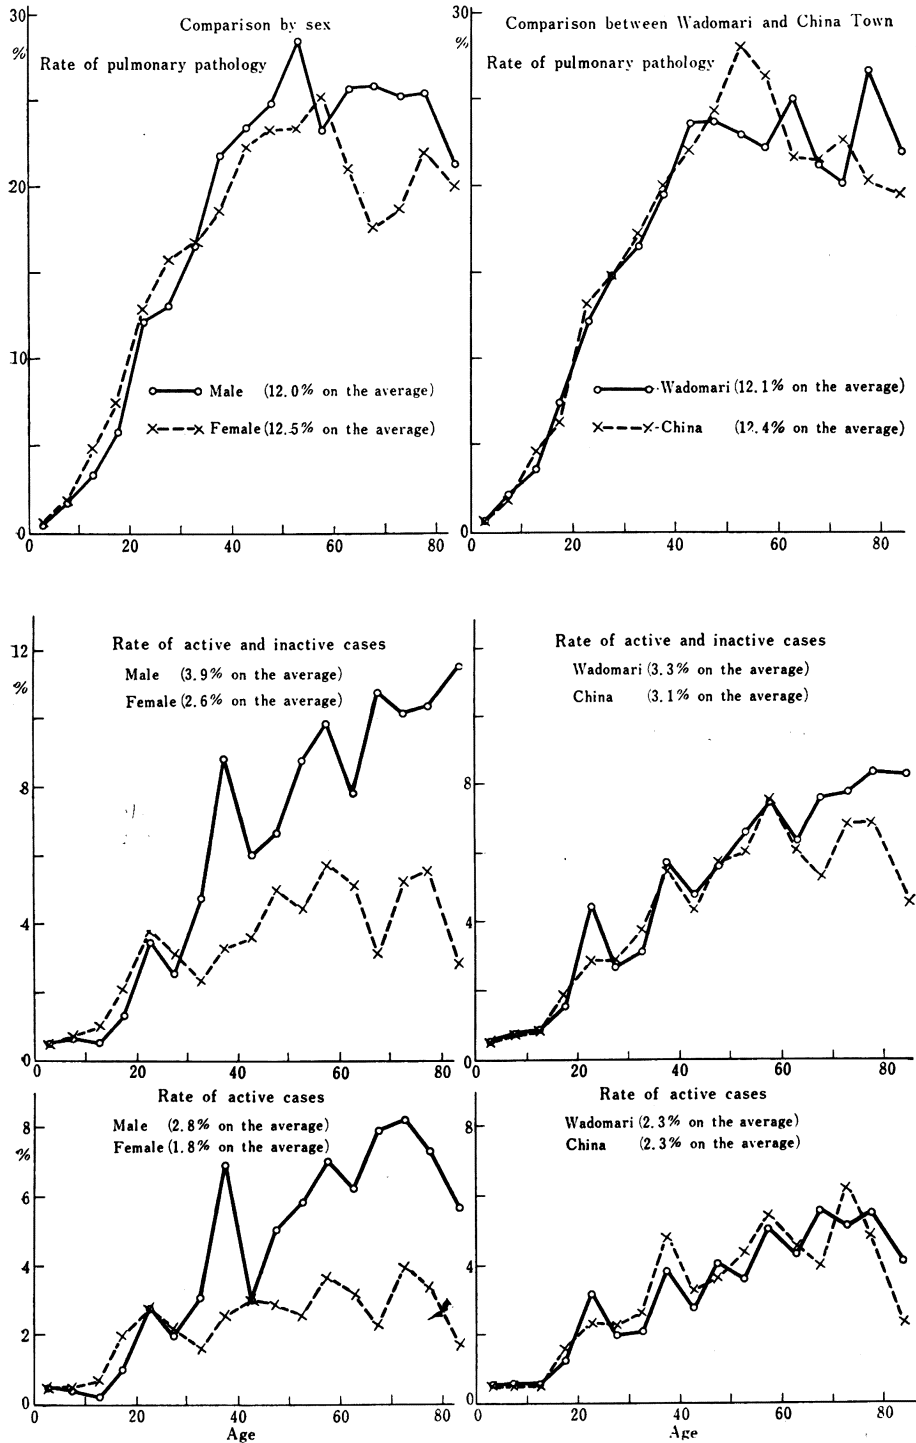 Comparison by sex
30
%
Rate of pulmonary pathology
20
10
Male (12.0% on the average)
Female (12.5% on the average)
0
0 20 40 60 80
Comparison between Wadomari and China Town
30
%
Rate of pulmonary pathology
Wadomari (12.1% on the average)
China (12.4% on the average)
0
0 20 40 60 80
Rate of active and inactive cases
Male (3.9% on the average)
Female (2.6% on the average)
12
%
8
4
0
0 20 40 60 80
Rate of active and inactive cases
Wadomari (3.3% on the average)
China (3.1% on the average)
8
4
0
0 20 40 60 80
Rate of active cases
Male (2.8% on the average)
Female (1.8% on the average)
8
%
6
4
2
0
0 20 40 60 80
Age
Rate of active cases
Wadomari (2.3% on the average)
China (2.3% on the average)
8
4
0
0 20 40 60 80
Age